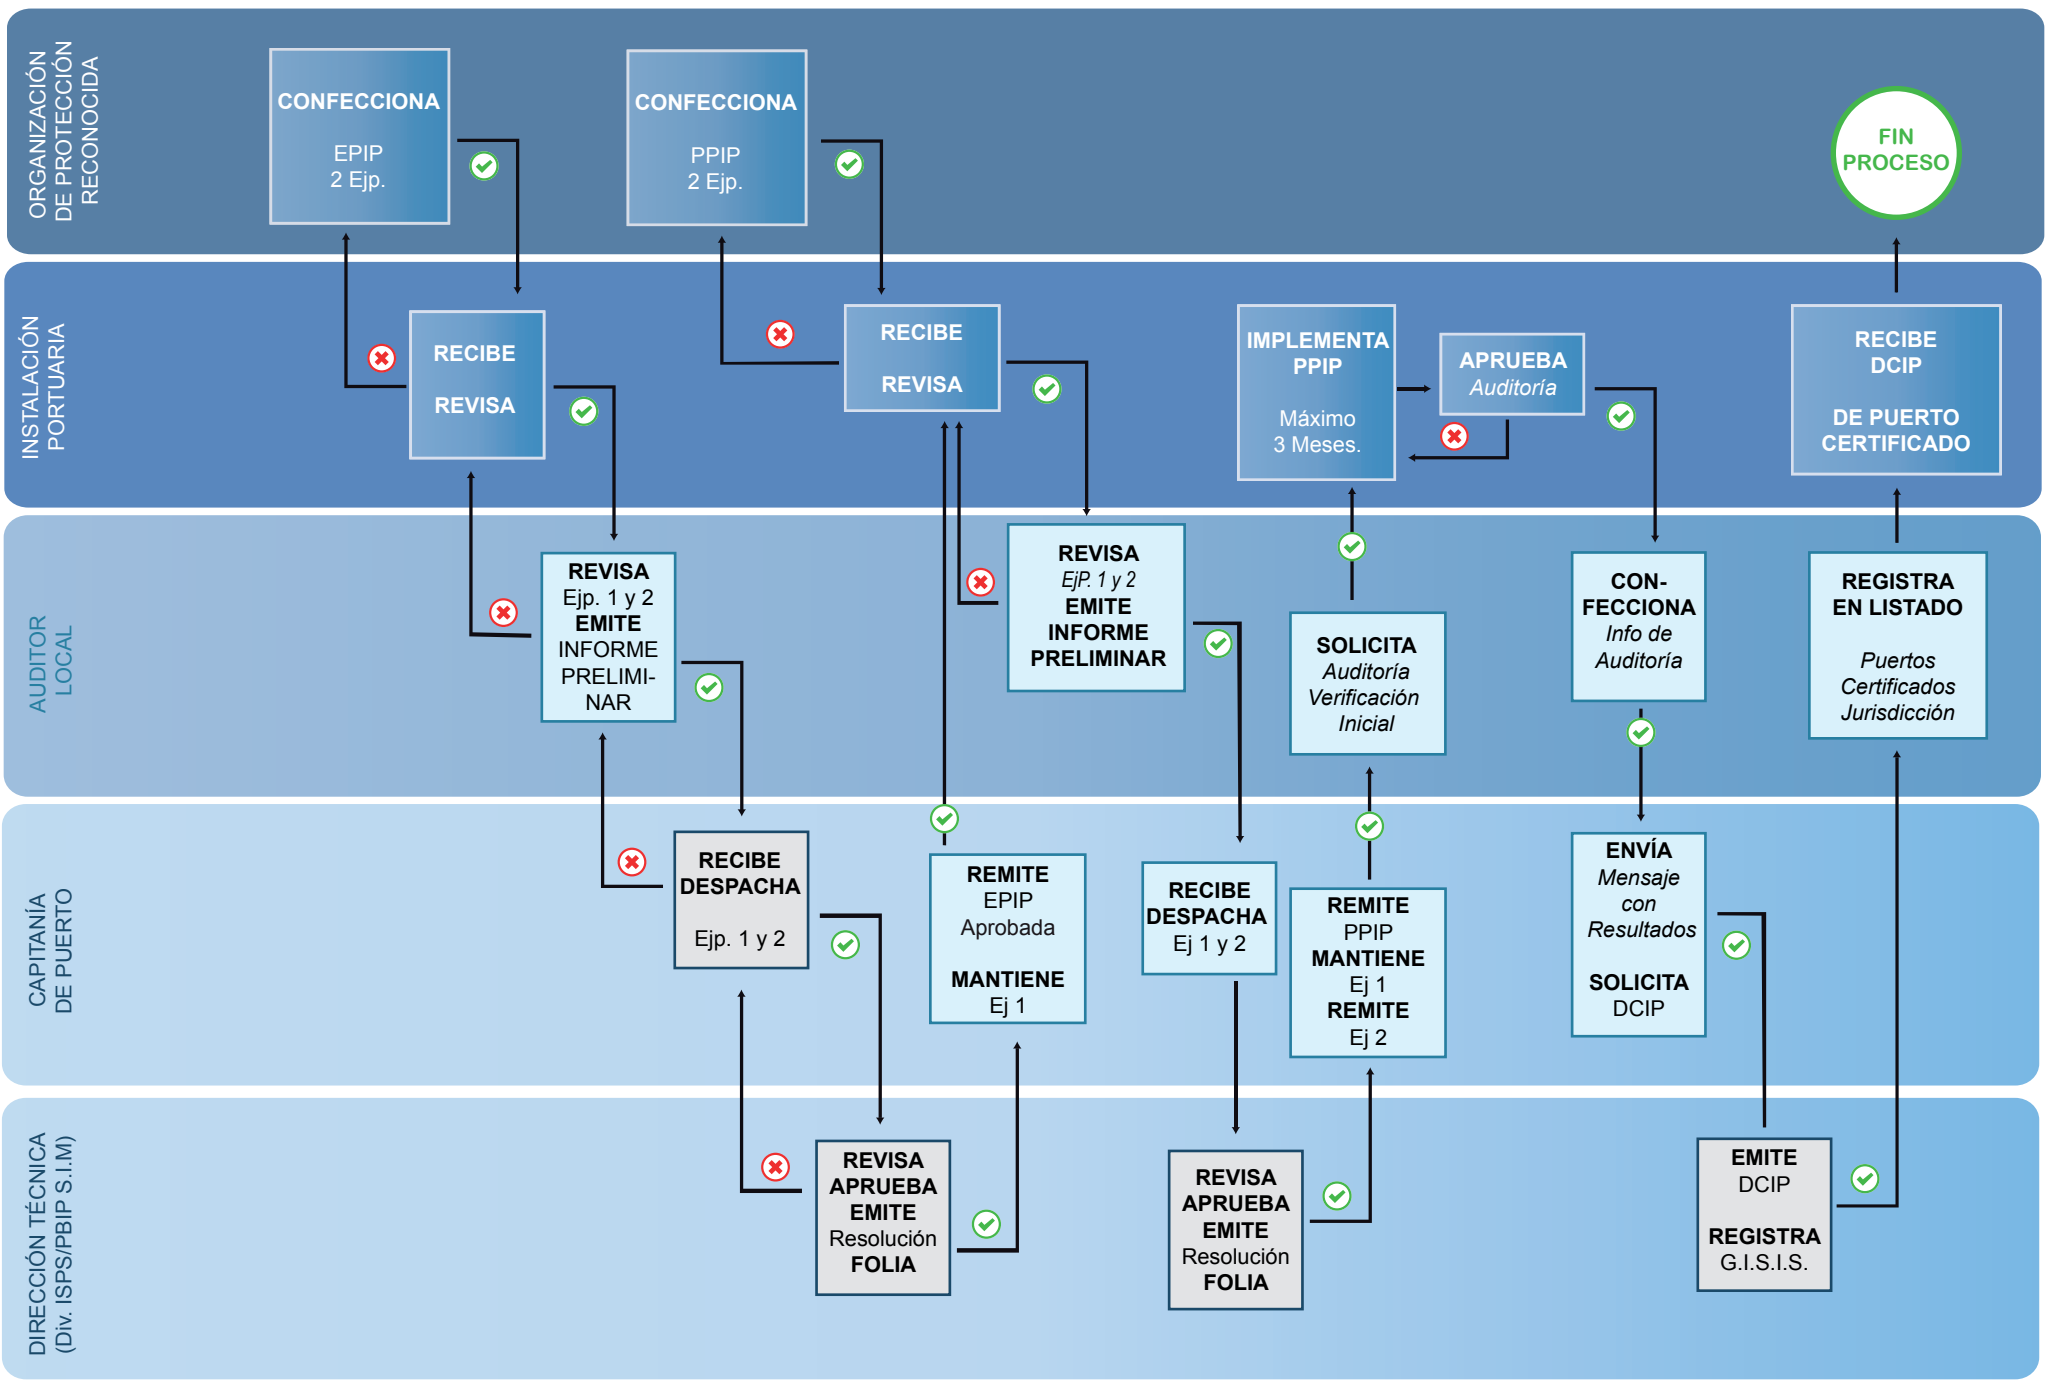 ORGANIZACIÓN
DE PROTECCIÓN
RECONOCIDA
CONFECCIONA
EPIP
2 Ejp.
CONFECCIONA
PPIP
2 Ejp.
FIN
PROCESO
INSTALACIÓN
PORTUARIA
RECIBE
REVISA
RECIBE
REVISA
IMPLEMENTA
PPIP
Máximo
3 Meses.
APRUEBA
Auditoría
RECIBE
DCIP
DE PUERTO
CERTIFICADO
AUDITOR
LOCAL
REVISA
Ejp. 1 y 2
EMITE
INFORME
PRELIMI-
NAR
REVISA
EjP. 1 y 2
EMITE
INFORME
PRELIMINAR
SOLICITA
Auditoría
Verificación
Inicial
CON-
FECCIONA
Info de
Auditoría
REGISTRA
EN LISTADO
Puertos
Certificados
Jurisdicción
CAPITANÍA
DE PUERTO
RECIBE
DESPACHA
Ejp. 1 y 2
REMITE
EPIP
Aprobada
MANTIENE
Ej 1
RECIBE
DESPACHA
Ej 1 y 2
REMITE
PPIP
MANTIENE
Ej 1
REMITE
Ej 2
ENVÍA
Mensaje
con
Resultados
SOLICITA
DCIP
DIRECCIÓN TÉCNICA
(Div. ISPS/PBIP S.I.M)
REVISA
APRUEBA
EMITE
Resolución
FOLIA
REVISA
APRUEBA
EMITE
Resolución
FOLIA
EMITE
DCIP
REGISTRA
G.I.S.I.S.